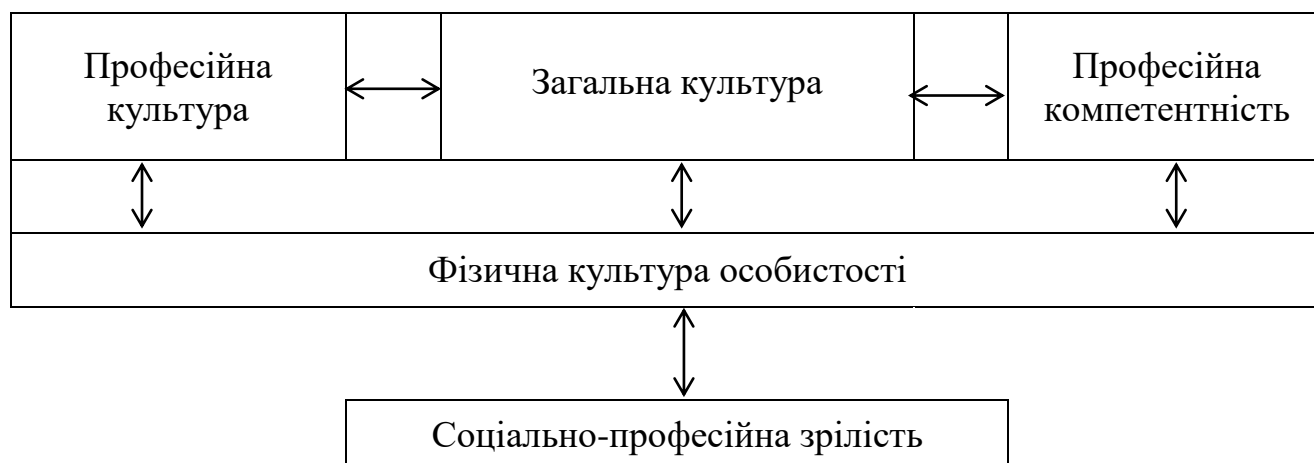 Професійна
культура
Загальна культура
Професійна
компетентність
Фізична культура особистості
Соціально-професійна зрілість